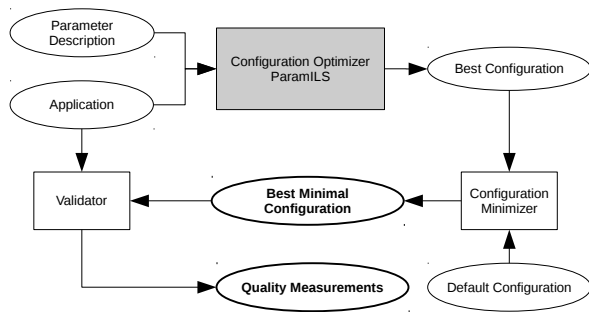 Parameter
Description
Configuration Optimizer
ParamILS
Best Configuration
Application
Validator
Best Minimal
Configuration
Configuration
Minimizer
Quality Measurements
Default Configuration